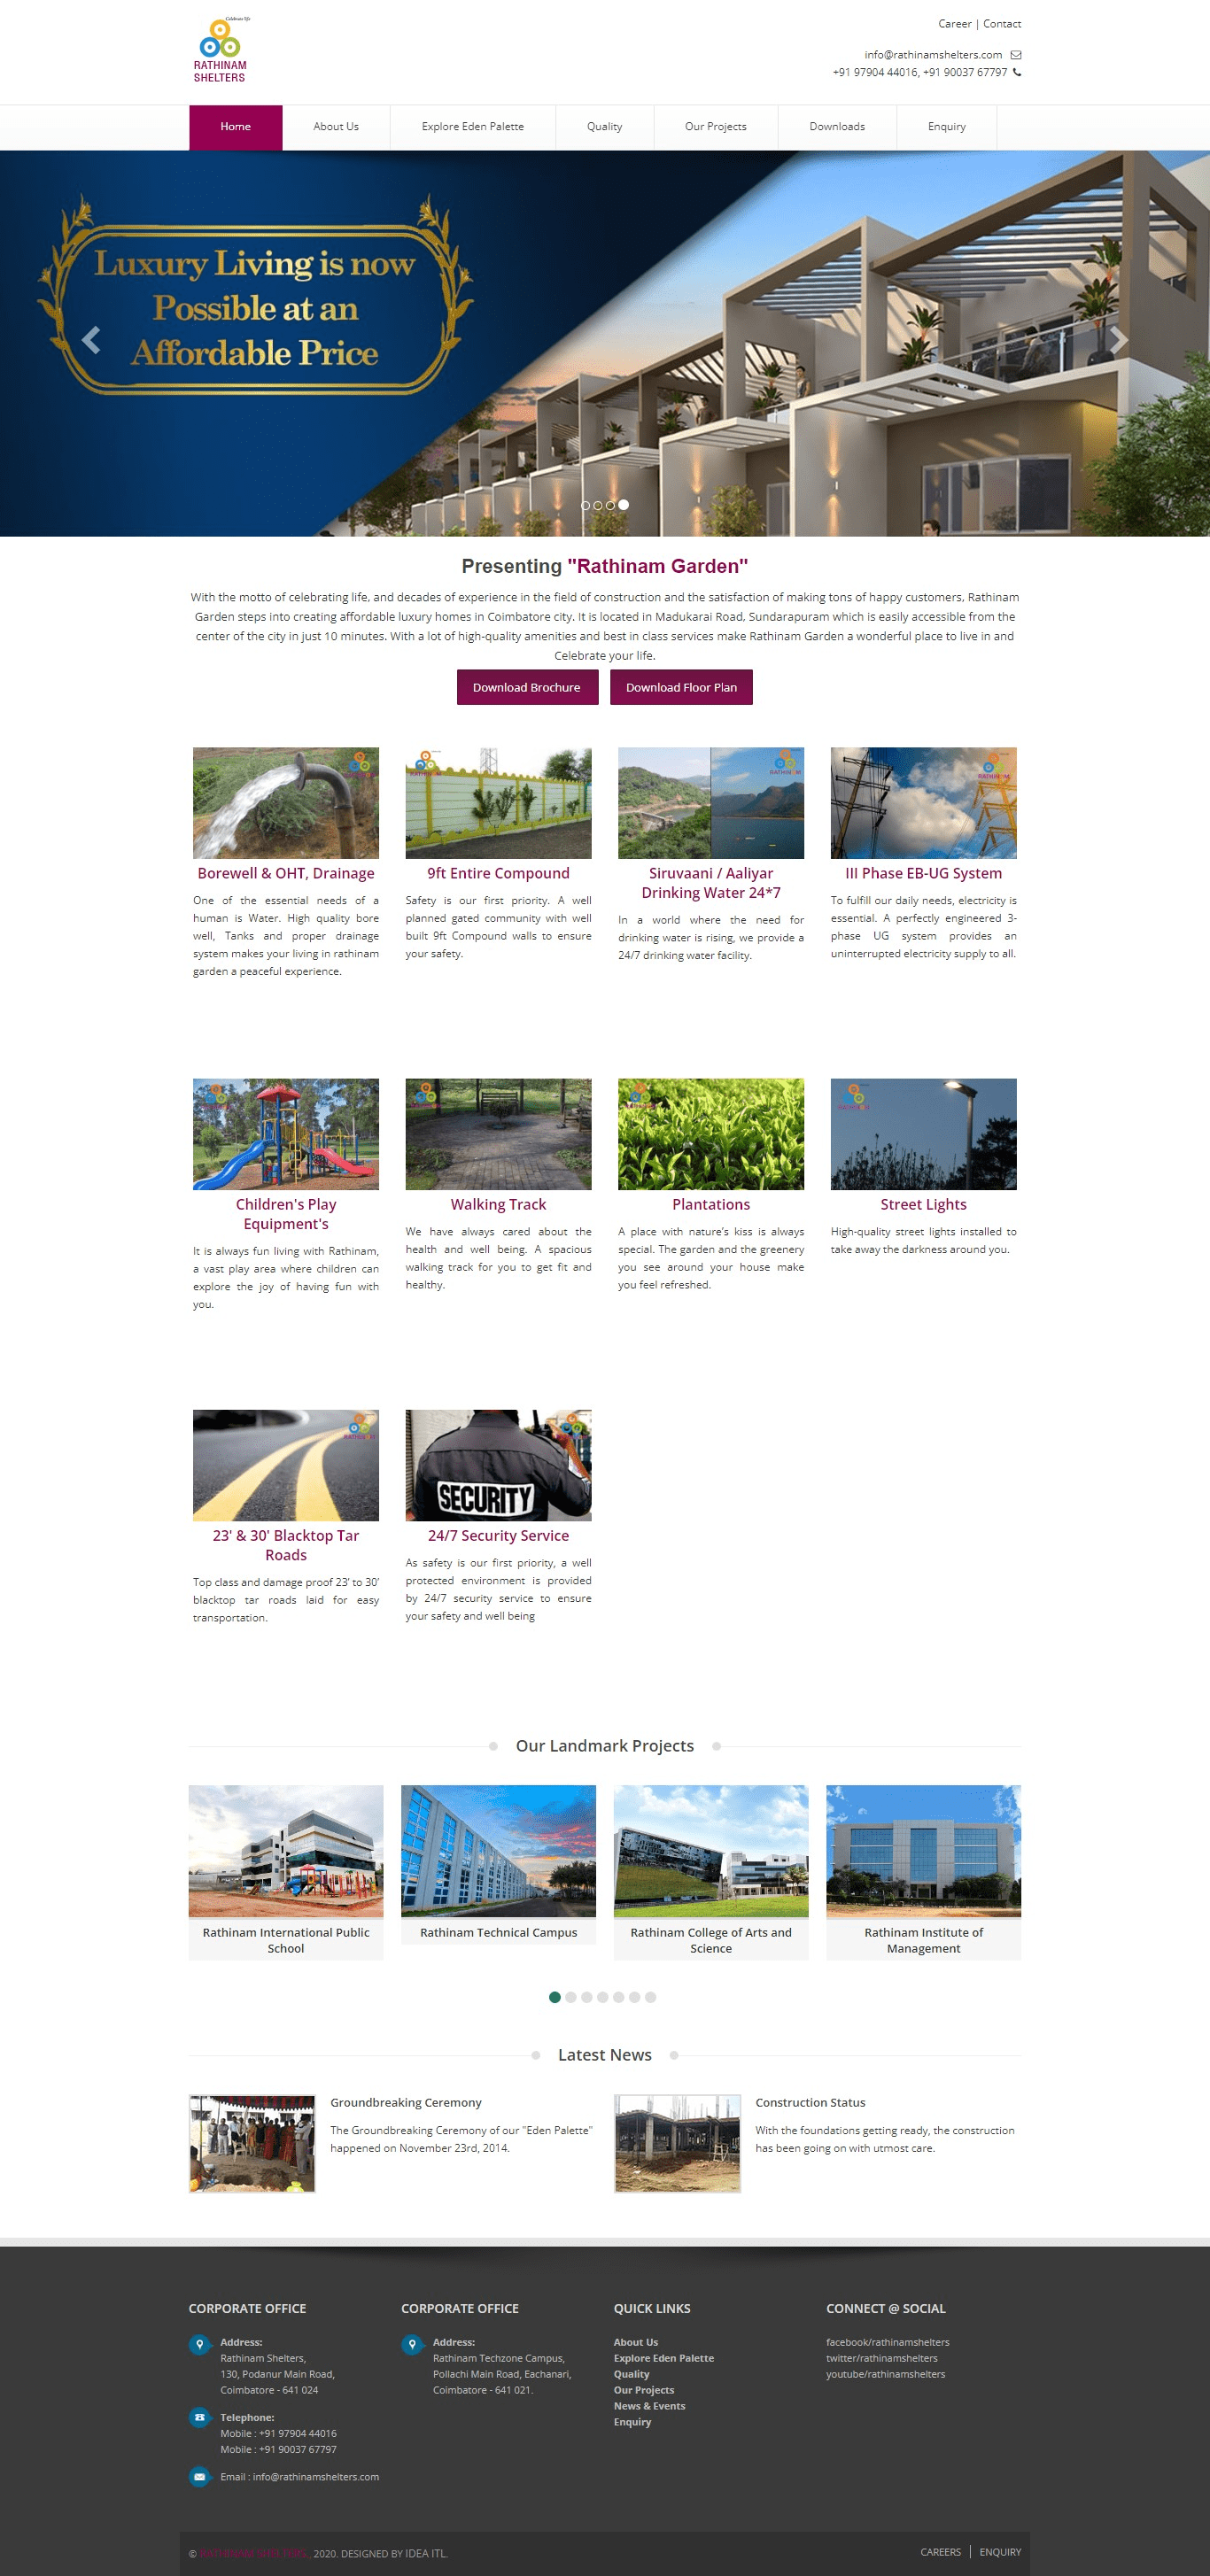 Celebrate life
RATHINAM
SHELTERS
Career | Contact
info@rathinamshelters.com
+91 97904 44016, +91 90037 67797
Home
About Us
Explore Eden Palette
Quality
Our Projects
Downloads
Enquiry
Luxury Living is now
Possible at an
Affordable Price
Presenting "Rathinam Garden"
With the motto of celebrating life, and decades of experience in the field of construction and the satisfaction of making tons of happy customers, Rathinam
Garden steps into creating affordable luxury homes in Coimbatore city. It is located in Madukarai Road, Sundarapuram which is easily accessible from the
center of the city in just 10 minutes. With a lot of high-quality amenities and best in class services make Rathinam Garden a wonderful place to live in and
Celebrate your life.
Download Brochure
Download Floor Plan
Borewell & OHT, Drainage
One of the essential needs of a
human is Water. High quality bore
well, Tanks and proper drainage
system makes your living in rathinam
garden a peaceful experience.
9ft Entire Compound
Safety is our first priority. A well
planned gated community with well
built 9ft Compound walls to ensure
your safety.
Siruvaani / Aaliyar
Drinking Water 24*7
In a world where the need for
drinking water is rising, we provide a
24/7 drinking water facility.
III Phase EB-UG System
To fulfill our daily needs, electricity is
essential. A perfectly engineered 3-
phase UG system provides an
uninterrupted electricity supply to all.
Children's Play
Equipment's
It is always fun living with Rathinam,
a vast play area where children can
explore the joy of having fun with
you.
Walking Track
We have always cared about the
health and well being. A spacious
walking track for you to get fit and
healthy.
Plantations
A place with nature's kiss is always
special. The garden and the greenery
you see around your house make
you feel refreshed.
Street Lights
High-quality street lights installed to
take away the darkness around you.
RATHINAM
23' & 30' Blacktop Tar
Roads
Top class and damage proof 23' to 30'
blacktop tar roads laid for easy
transportation.
SECURITY
24/7 Security Service
As safety is our first priority, a well
protected environment is provided
by 24/7 security service to ensure
your safety and well being
Our Landmark Projects
Rathinam International Public
School
Rathinam Technical Campus
Rathinam College of Arts and
Science
Rathinam Institute of
Management
Latest News
Groundbreaking Ceremony
The Groundbreaking Ceremony of our "Eden Palette"
happened on November 23rd, 2014.
Construction Status
With the foundations getting ready, the construction
has been going on with utmost care.
CORPORATE OFFICE
Address:
Rathinam Shelters,
130, Podanur Main Road,
Coimbatore - 641 024
Telephone:
Mobile : +91 97904 44016
Mobile : +91 90037 67797
Email : info@rathinamshelters.com
CORPORATE OFFICE
Address:
Rathinam Techzone Campus,
Pollachi Main Road, Eachanari,
Coimbatore - 641 021.
QUICK LINKS
About Us
Explore Eden Palette
Quality
Our Projects
News & Events
Enquiry
CONNECT @ SOCIAL
facebook/rathinamshelters
twitter/rathinamshelters
youtube/rathinamshelters
© 2020. DESIGNED BY IDEA ITL.
CAREERS | ENQUIRY